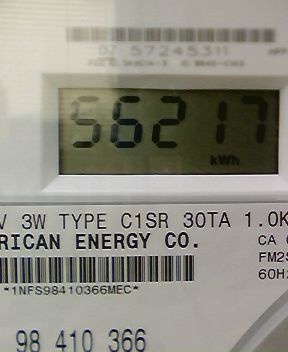 07 57245311
56217
kWh
V 3W TYPE C1SR 30TA 1.0K
RICAN ENERGY CO.
CA
FM2S
60H
*1NFS98410366MEC*
98 410 366